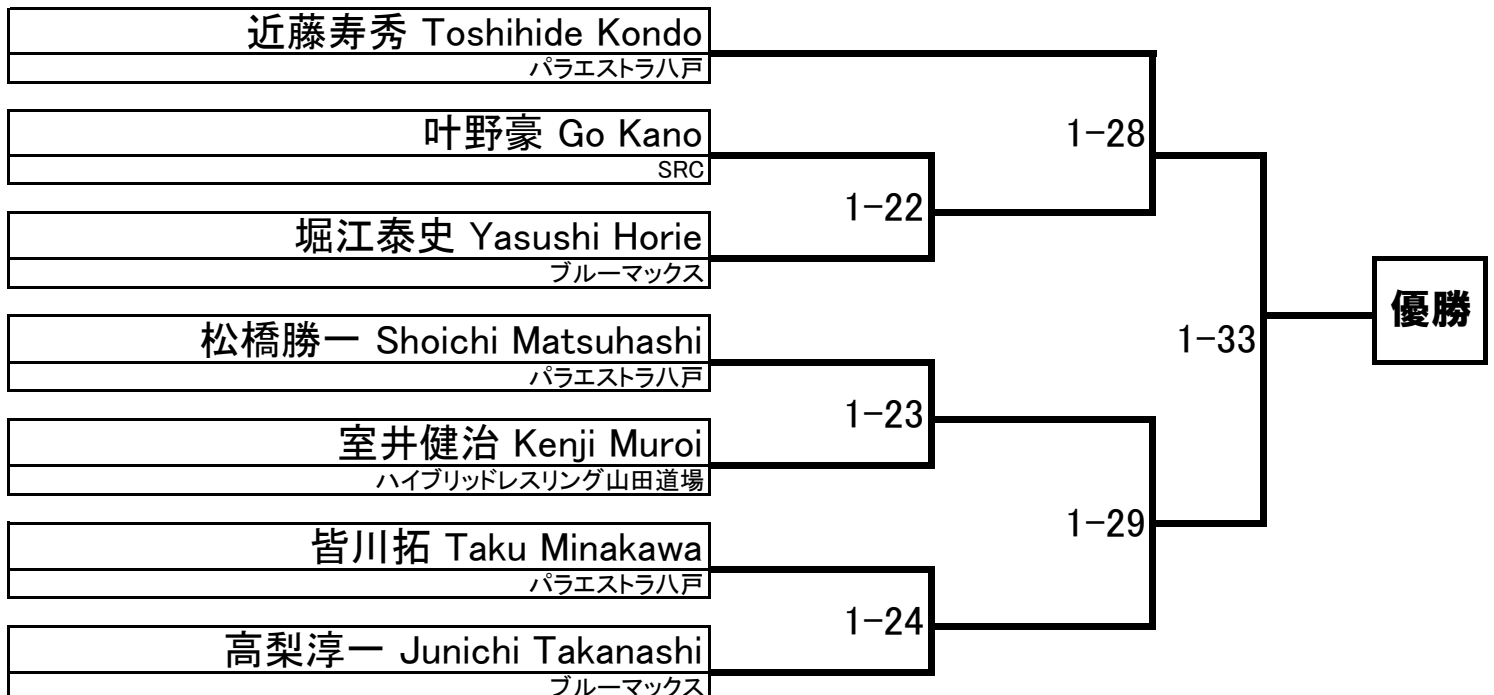 近藤寿秀 Toshihide Kondo
パラエストラ八戸
1-28
叶野豪 Go Kano
SRC
1-22
堀江泰史 Yasushi Horie
ブルーマックス
優勝
松橋勝一 Shoichi Matsuhashi
パラエストラ八戸
1-33
1-23
室井健治 Kenji Muroi
ハイブリッドレスリング山田道場
1-29
皆川拓 Taku Minakawa
パラエストラ八戸
1-24
高梨淳一 Junichi Takanashi
ブルーマックス